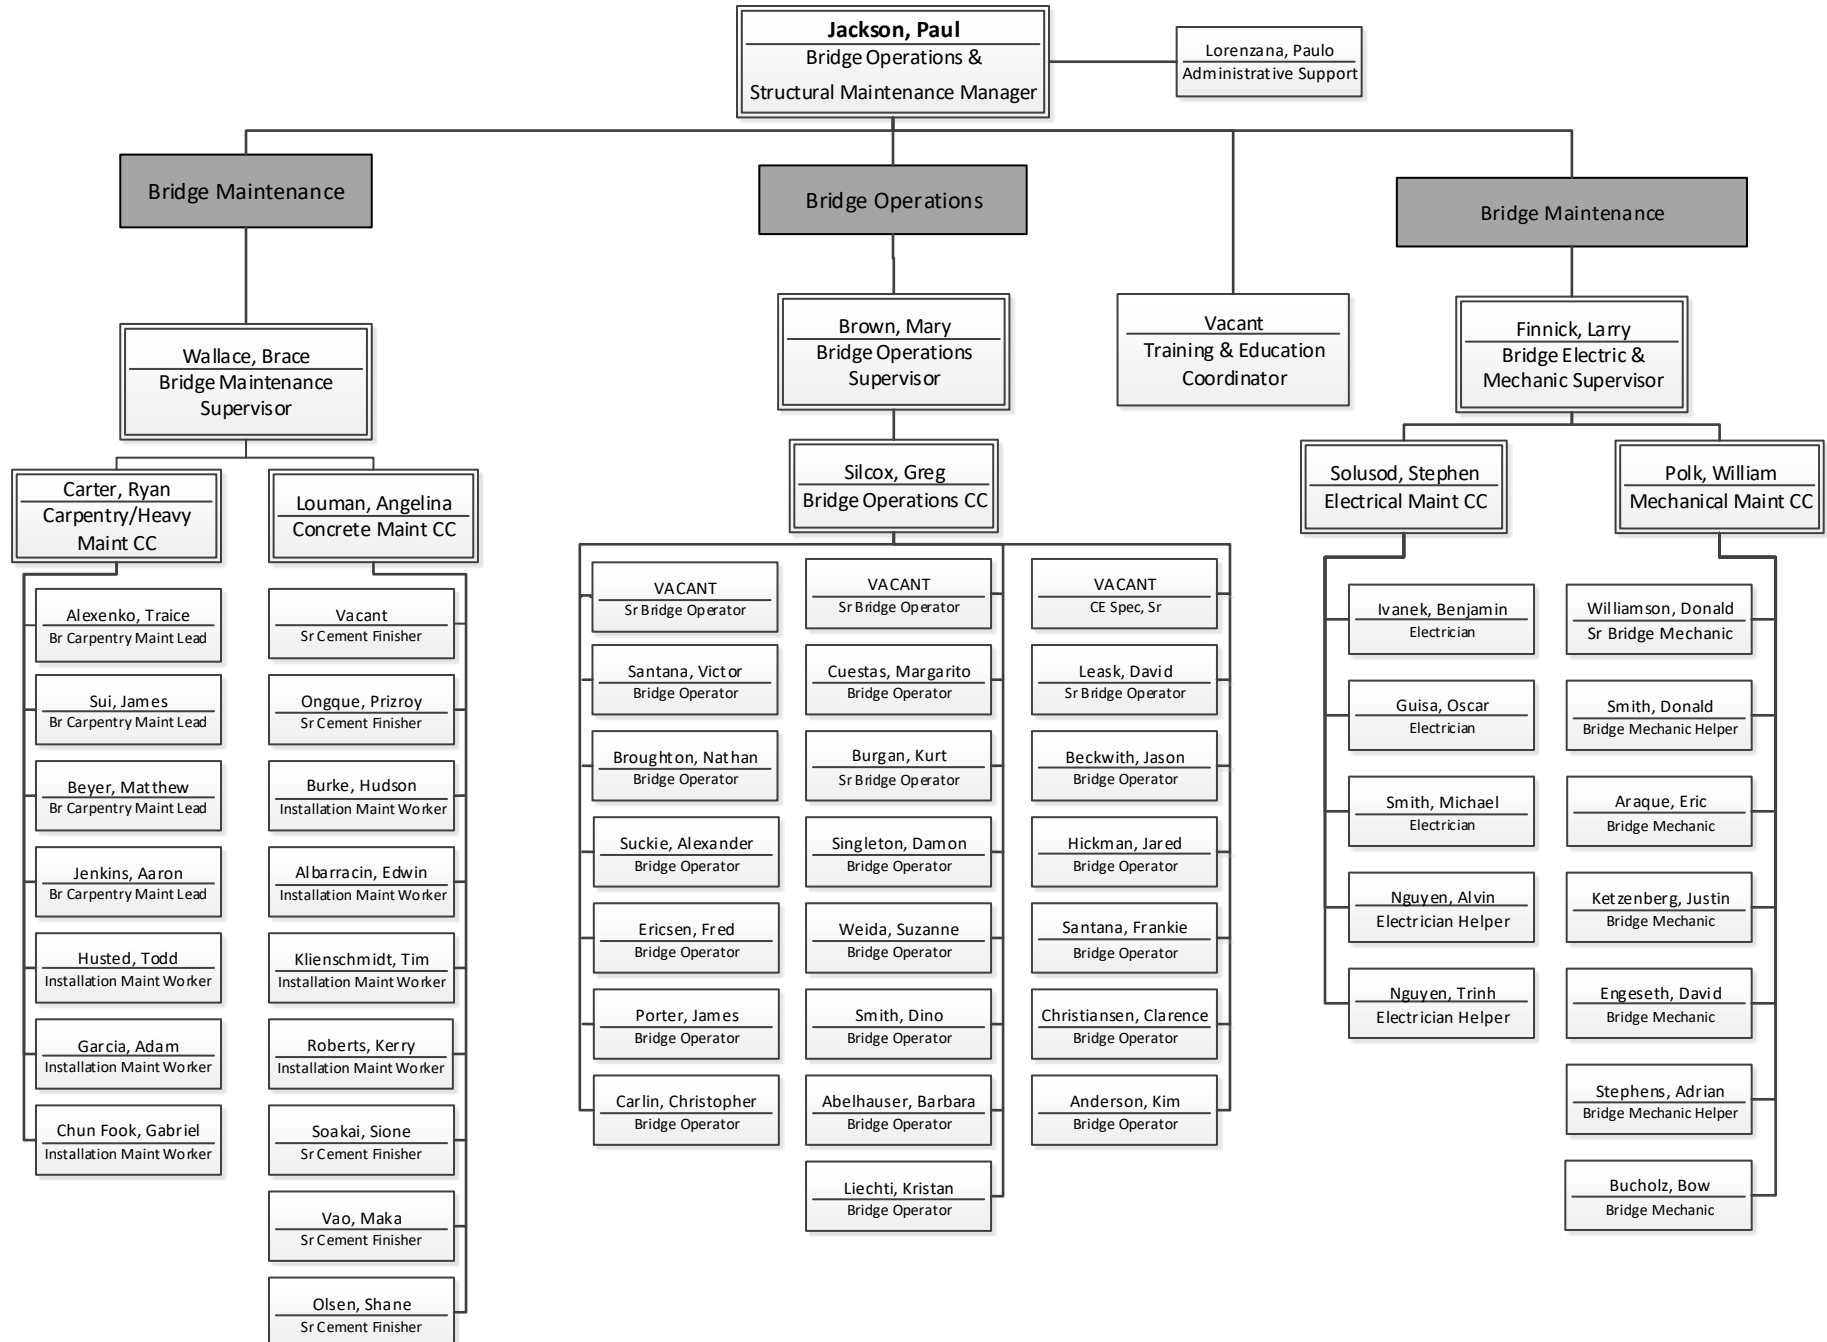 Jackson, Paul
Bridge Operations &
Structural Maintenance Manager
Lorenzana, Paulo
Administrative Support
Bridge Maintenance
Bridge Operations
Bridge Maintenance
Wallace, Brace
Bridge Maintenance
Supervisor
Brown, Mary
Bridge Operations
Supervisor
Vacant
Training & Education
Coordinator
Finnick, Larry
Bridge Electric &
Mechanic Supervisor
Carter, Ryan
Carpentry/Heavy
Maint CC
Louman, Angelina
Concrete Maint CC
Silcox, Greg
Bridge Operations CC
Solusod, Stephen
Electrical Maint CC
Polk, William
Mechanical Maint CC
Alexenko, Traice
Br Carpentry Maint Lead
Sui, James
Br Carpentry Maint Lead
Beyer, Matthew
Br Carpentry Maint Lead
Jenkins, Aaron
Br Carpentry Maint Lead
Husted, Todd
Installation Maint Worker
Garcia, Adam
Installation Maint Worker
Chun Fook, Gabriel
Installation Maint Worker
Vacant
Sr Cement Finisher
Ongque, Prizroy
Sr Cement Finisher
Burke, Hudson
Installation Maint Worker
Albarracin, Edwin
Installation Maint Worker
Klienschmidt, Tim
Installation Maint Worker
Roberts, Kerry
Installation Maint Worker
Soakai, Sione
Sr Cement Finisher
Vao, Maka
Sr Cement Finisher
Olsen, Shane
Sr Cement Finisher
VACANT
Sr Bridge Operator
Santana, Victor
Bridge Operator
Broughton, Nathan
Bridge Operator
Suckie, Alexander
Bridge Operator
Ericsen, Fred
Bridge Operator
Porter, James
Bridge Operator
Carlin, Christopher
Bridge Operator
VACANT
Sr Bridge Operator
Cuestas, Margarito
Bridge Operator
Burgan, Kurt
Sr Bridge Operator
Singleton, Damon
Bridge Operator
Weida, Suzanne
Bridge Operator
Smith, Dino
Bridge Operator
Abelhauser, Barbara
Bridge Operator
Liechti, Kristan
Bridge Operator
VACANT
CE Spec, Sr
Leask, David
Sr Bridge Operator
Beckwith, Jason
Bridge Operator
Hickman, Jared
Bridge Operator
Santana, Frankie
Bridge Operator
Christiansen, Clarence
Bridge Operator
Anderson, Kim
Bridge Operator
Ivanek, Benjamin
Electrician
Guisa, Oscar
Electrician
Smith, Michael
Electrician
Nguyen, Alvin
Electrician Helper
Nguyen, Trinh
Electrician Helper
Williamson, Donald
Sr Bridge Mechanic
Smith, Donald
Bridge Mechanic Helper
Araque, Eric
Bridge Mechanic
Ketzenberg, Justin
Bridge Mechanic
Engeseth, David
Bridge Mechanic
Stephens, Adrian
Bridge Mechanic Helper
Bucholz, Bow
Bridge Mechanic